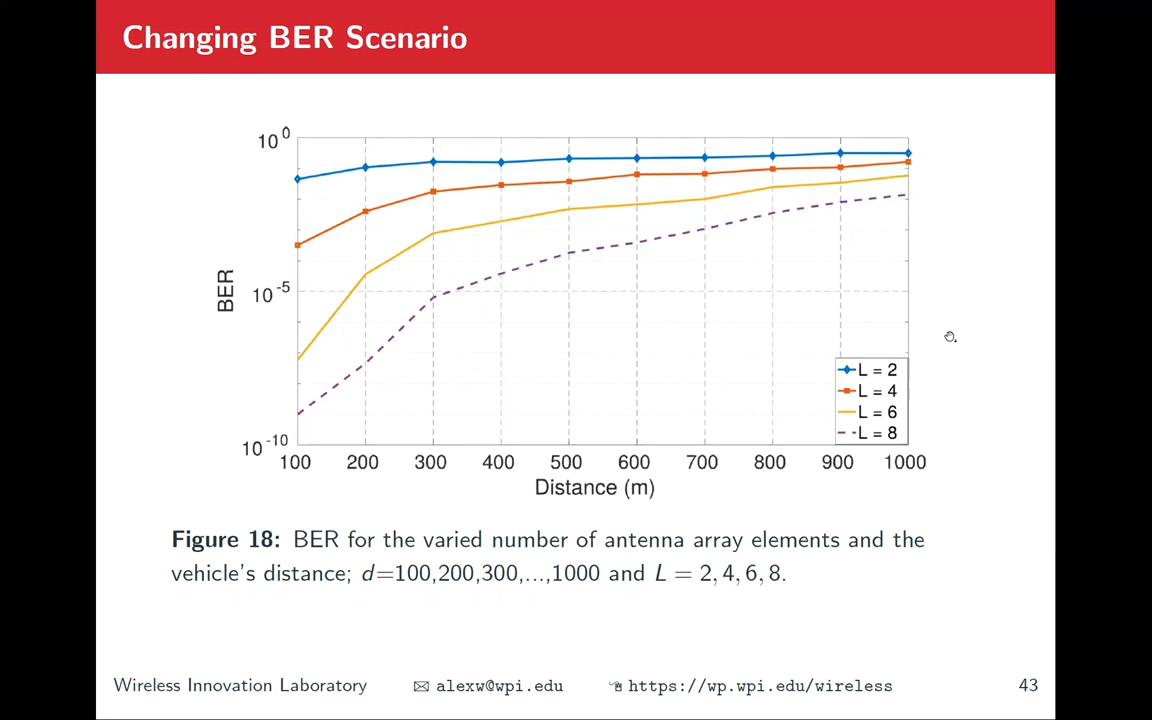 Changing BER Scenario
10^0
10^-5
10^-10
BER
100 200 300 400 500 600 700 800 900 1000
Distance (m)
L = 2
L = 4
L = 6
L = 8
Figure 18: BER for the varied number of antenna array elements and the
vehicle's distance; d=100,200,300,...,1000 and L = 2, 4, 6, 8.
Wireless Innovation Laboratory alexw@wpi.edu https://wp.wpi.edu/wireless 43